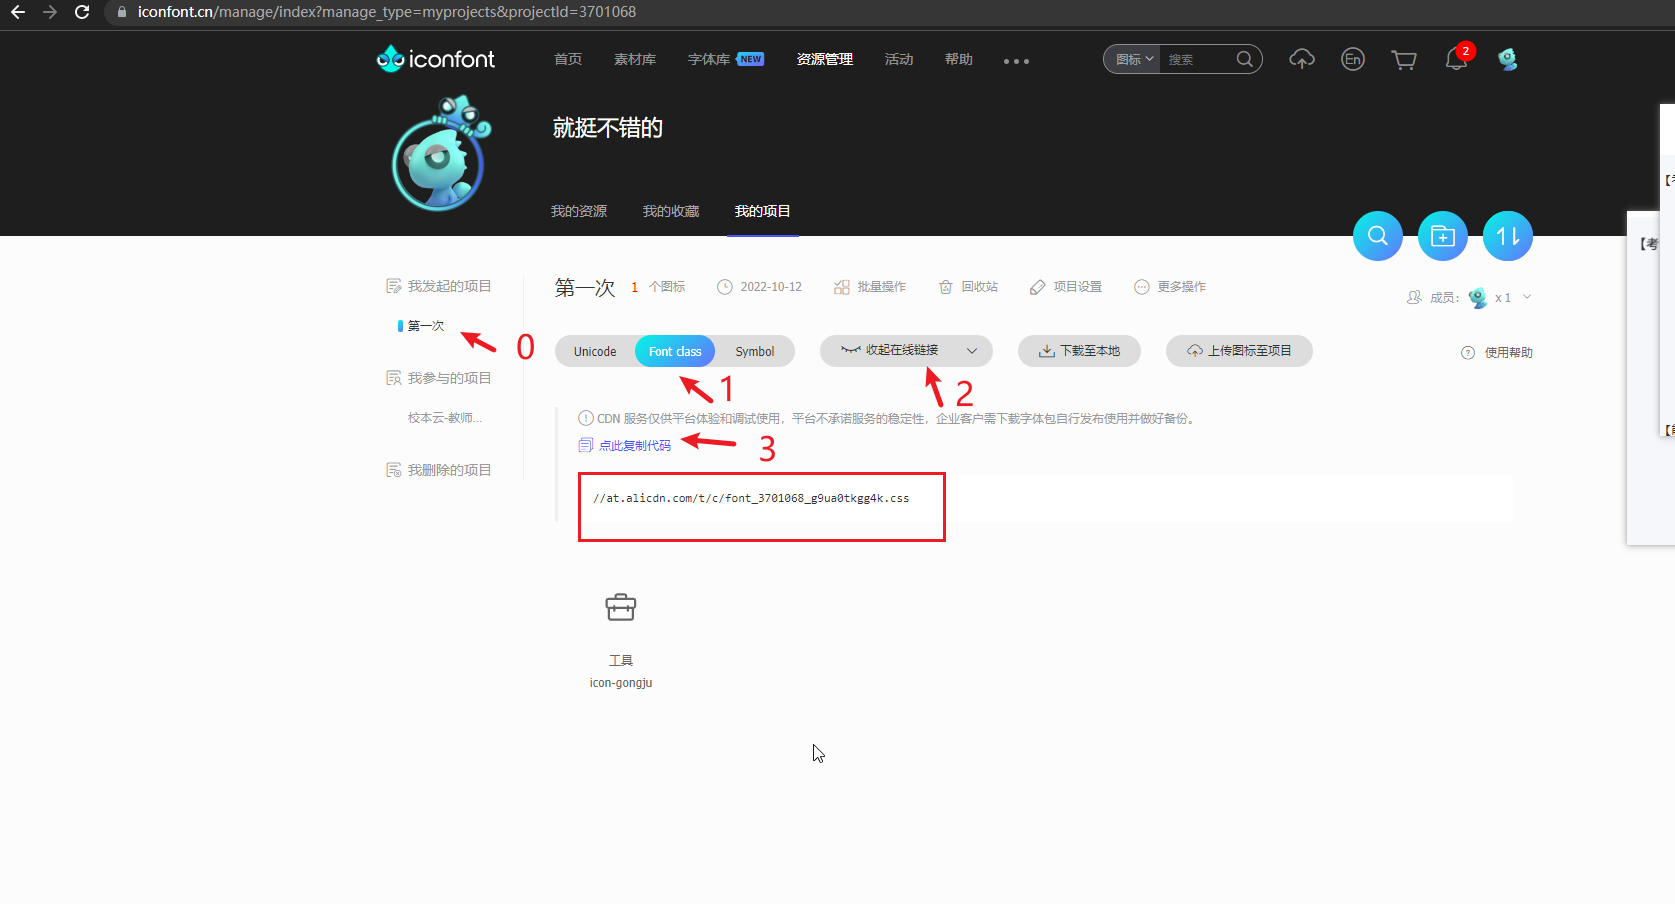 iconfont.cn/manage/index?manage_type=myprojects&projectId=3701068
iconfont
首页
素材库
字体库
NEW
资源管理
活动
帮助
图标
搜索
En
2
就挺不错的
我的资源
我的收藏
我的项目
【考
我发起的项目
第一次
0
我参与的项目
校本云-教师...
我删除的项目
第一次
1 个图标
2022-10-12
批量操作
回收站
项目设置
更多操作
成员:
x 1
Unicode
Font class
Symbol
收起在线链接
下载至本地
上传图标至项目
使用帮助
1
2
CDN 服务仅供平台体验和调试使用，平台不承诺服务的稳定性，企业客户需下载字体包自行发布使用并做好备份。
点此复制代码
3
//at.alicdn.com/t/c/font_3701068_g9ua0tkgg4k.css
工具
icon-gongju